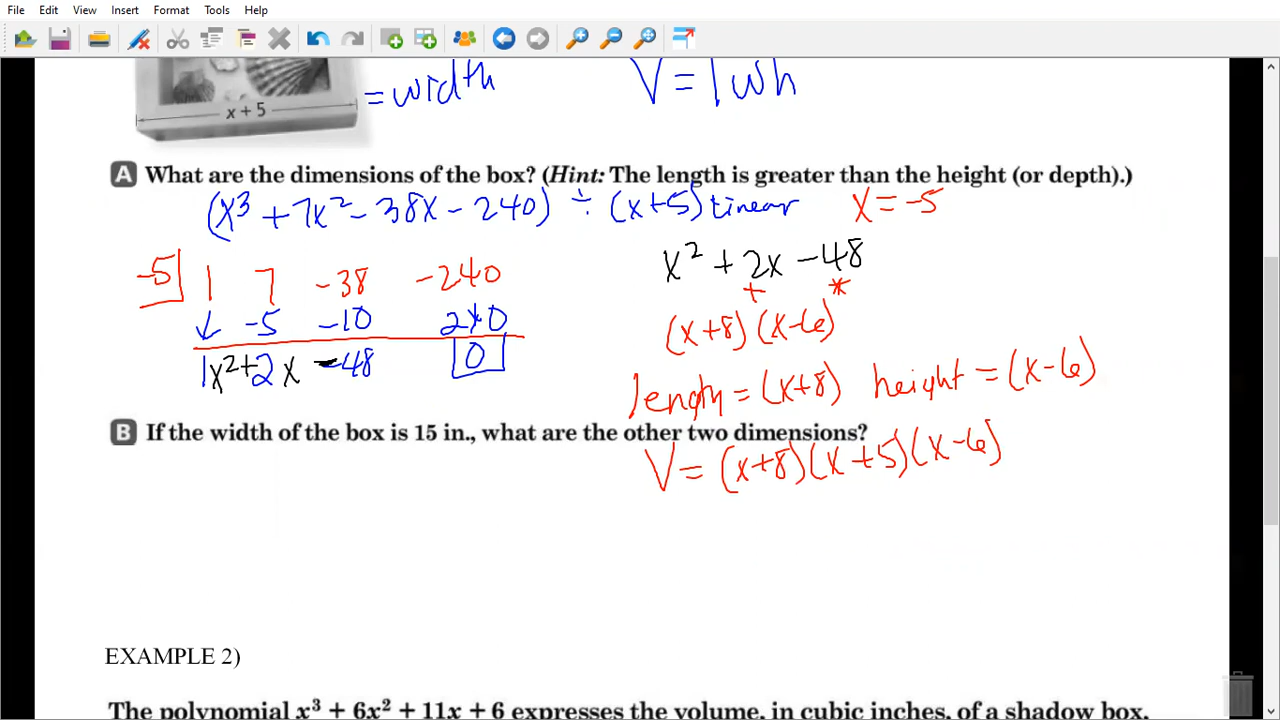 File Edit View Insert Format Tools Help
x + 5
= width
V = lwh
A What are the dimensions of the box? (Hint: The length is greater than the height (or depth).)
(x³ + 7x² - 38x - 240) ÷ (x+5) linear
x = -5
-5 1 7 -38 -240
↓ -5 -10 240
1x² + 2x - 48 0
x² + 2x - 48
+ *
(x+8)(x-6)
length = (x+8) height = (x-6)
B If the width of the box is 15 in., what are the other two dimensions?
V = (x+8)(x+5)(x-6)
EXAMPLE 2)
The polynomial x³ + 6x² + 11x + 6 expresses the volume, in cubic inches, of a shadow box.